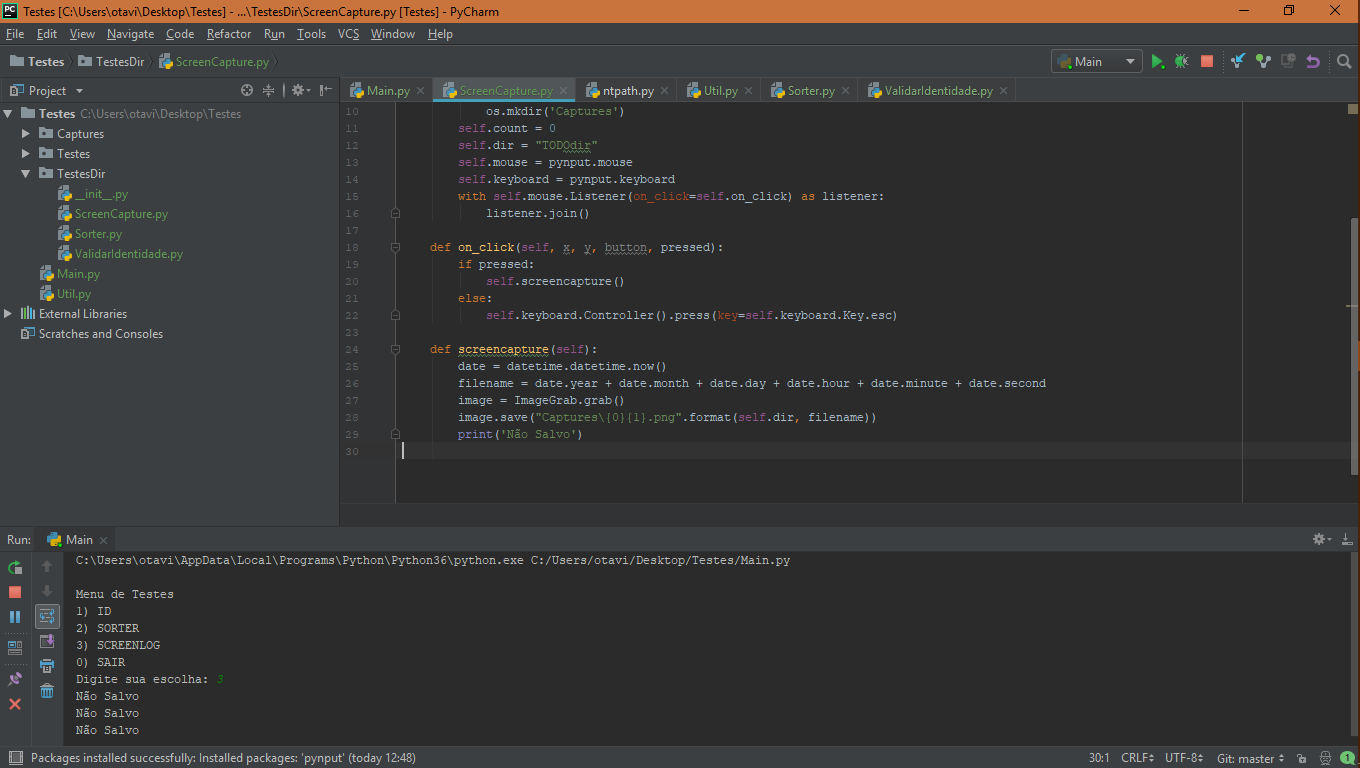 PC Testes [C:\Users\otavi\Desktop\Testes] - ...\TestesDir\ScreenCapture.py [Testes] - PyCharm
File Edit View Navigate Code Refactor Run Tools VCS Window Help
Testes TestesDir ScreenCapture.py Main
Project Main.py ScreenCapture.py ntpath.py Util.py Sorter.py ValidarIdentidade.py
Testes C:\Users\otavi\Desktop\Testes
Captures
Testes
TestesDir
__init__.py
ScreenCapture.py
Sorter.py
ValidarIdentidade.py
Main.py
Util.py
External Libraries
Scratches and Consoles
10 os.mkdir('Captures')
11 self.count = 0
12 self.dir = "TODOdir"
13 self.mouse = pynput.mouse
14 self.keyboard = pynput.keyboard
15 with self.mouse.Listener(on_click=self.on_click) as listener:
16 listener.join()
17
18 def on_click(self, x, y, button, pressed):
19 if pressed:
20 self.screencapture()
21 else:
22 self.keyboard.Controller().press(key=self.keyboard.Key.esc)
23
24 def screencapture(self):
25 date = datetime.datetime.now()
26 filename = date.year + date.month + date.day + date.hour + date.minute + date.second
27 image = ImageGrab.grab()
28 image.save("Captures\{0}{1}.png".format(self.dir, filename))
29 print('Não Salvo')
30
Run: Main
C:\Users\otavi\AppData\Local\Programs\Python\Python36\python.exe C:/Users/otavi/Desktop/Testes/Main.py
Menu de Testes
1) ID
2) SORTER
3) SCREENLOG
0) SAIR
Digite sua escolha: 3
Não Salvo
Não Salvo
Não Salvo
Packages installed successfully: Installed packages: 'pynput' (today 12:48) 30:1 CRLF UTF-8 Git: master 1